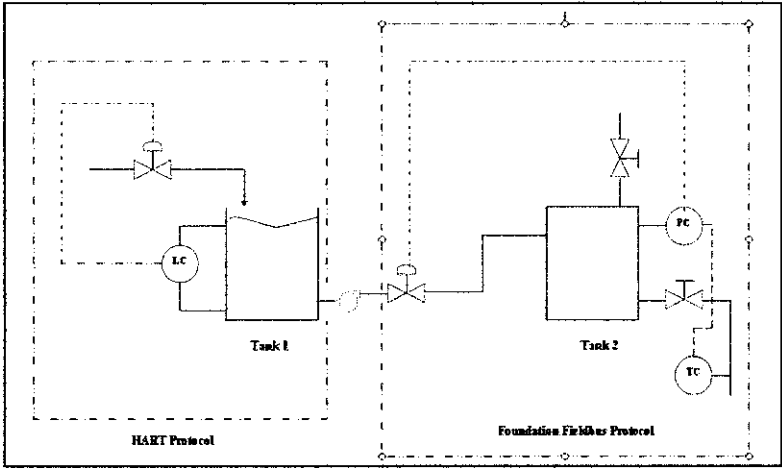 LC
PC
Tank 1
Tank 2
TC
HART Protocol
Foundation Fieldbus Protocol